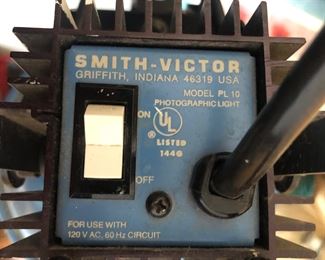 SMITH-VICTOR
GRIFFITH, INDIANA 46319 USA
MODEL PL 10
PHOTOGRAPHIC LIGHT
ON
UL
LISTED
144G
OFF
FOR USE WITH
120 V AC, 60 Hz CIRCUIT